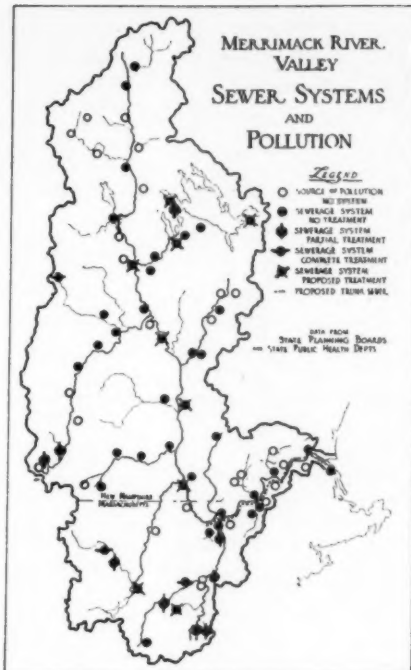 MERRIMACK RIVER
VALLEY
SEWER SYSTEMS
AND
POLLUTION
LEGEND
SOURCE OF POLLUTION
NO SYSTEM
SEWERAGE SYSTEM
NO TREATMENT
SEWERAGE SYSTEM
PARTIAL TREATMENT
SEWERAGE SYSTEM
COMPLETE TREATMENT
SEWERAGE SYSTEM
PROPOSED TREATMENT
PROPOSED TRUNK SEWER
DATA FROM
STATE PLANNING BOARDS
AND STATE PUBLIC HEALTH DEPTS
NEW HAMPSHIRE
MASSACHUSETTS